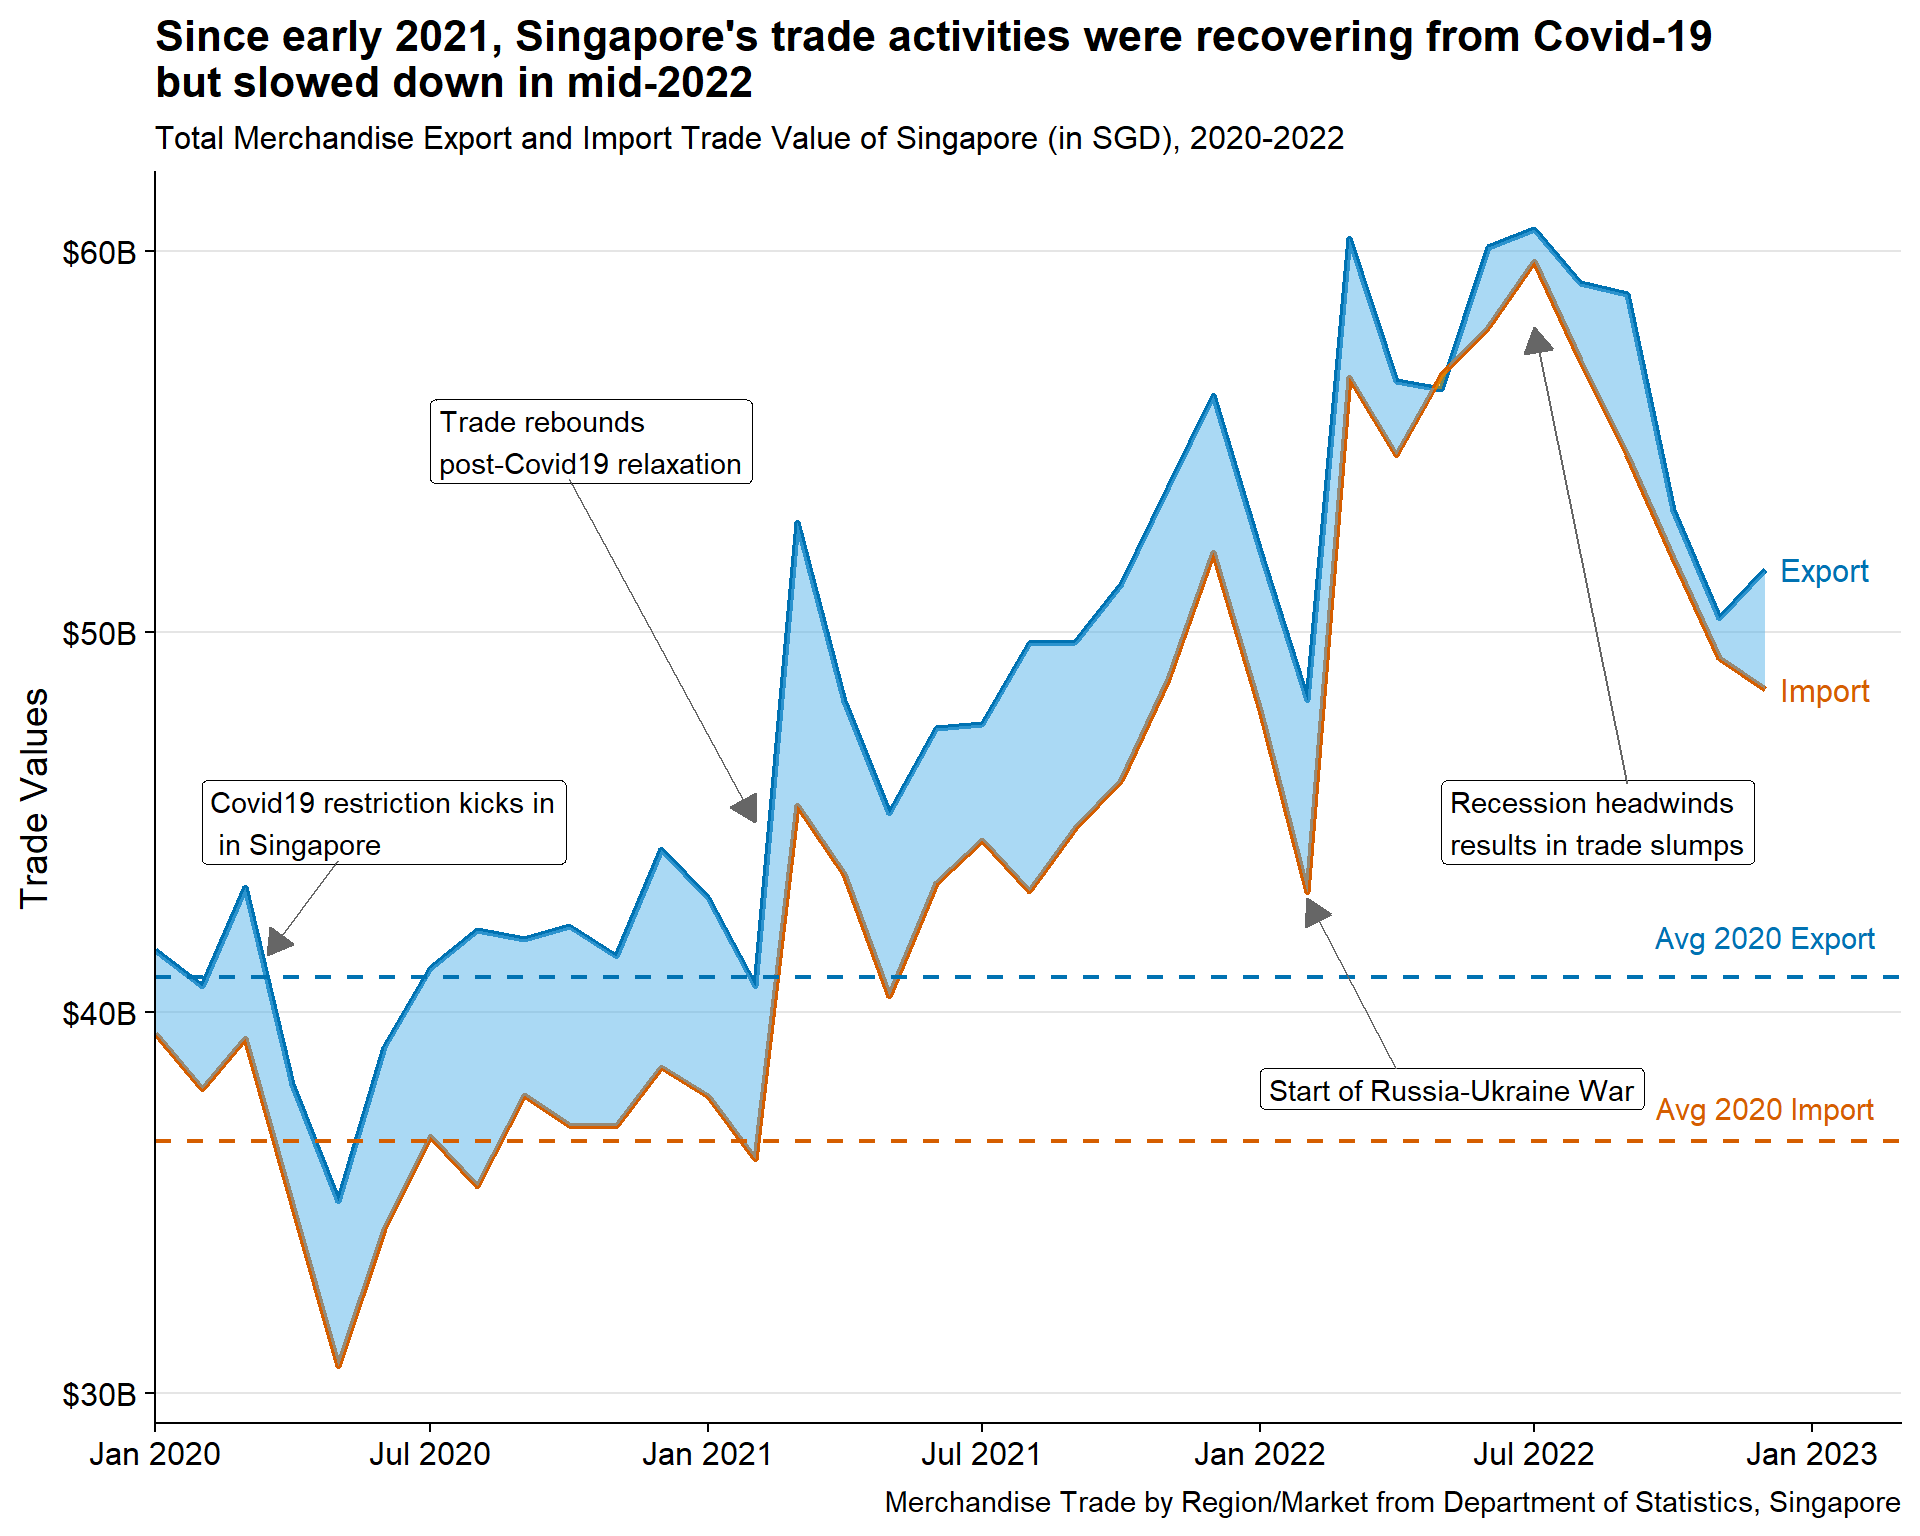 Since early 2021, Singapore's trade activities were recovering from Covid-19
but slowed down in mid-2022
Total Merchandise Export and Import Trade Value of Singapore (in SGD), 2020-2022
Trade Values
$60B
$50B
$40B
$30B
Trade rebounds
post-Covid19 relaxation
Covid19 restriction kicks in
in Singapore
Export
Import
Recession headwinds
results in trade slumps
Avg 2020 Export
Start of Russia-Ukraine War
Avg 2020 Import
Jan 2020
Jul 2020
Jan 2021
Jul 2021
Jan 2022
Jul 2022
Jan 2023
Merchandise Trade by Region/Market from Department of Statistics, Singapore